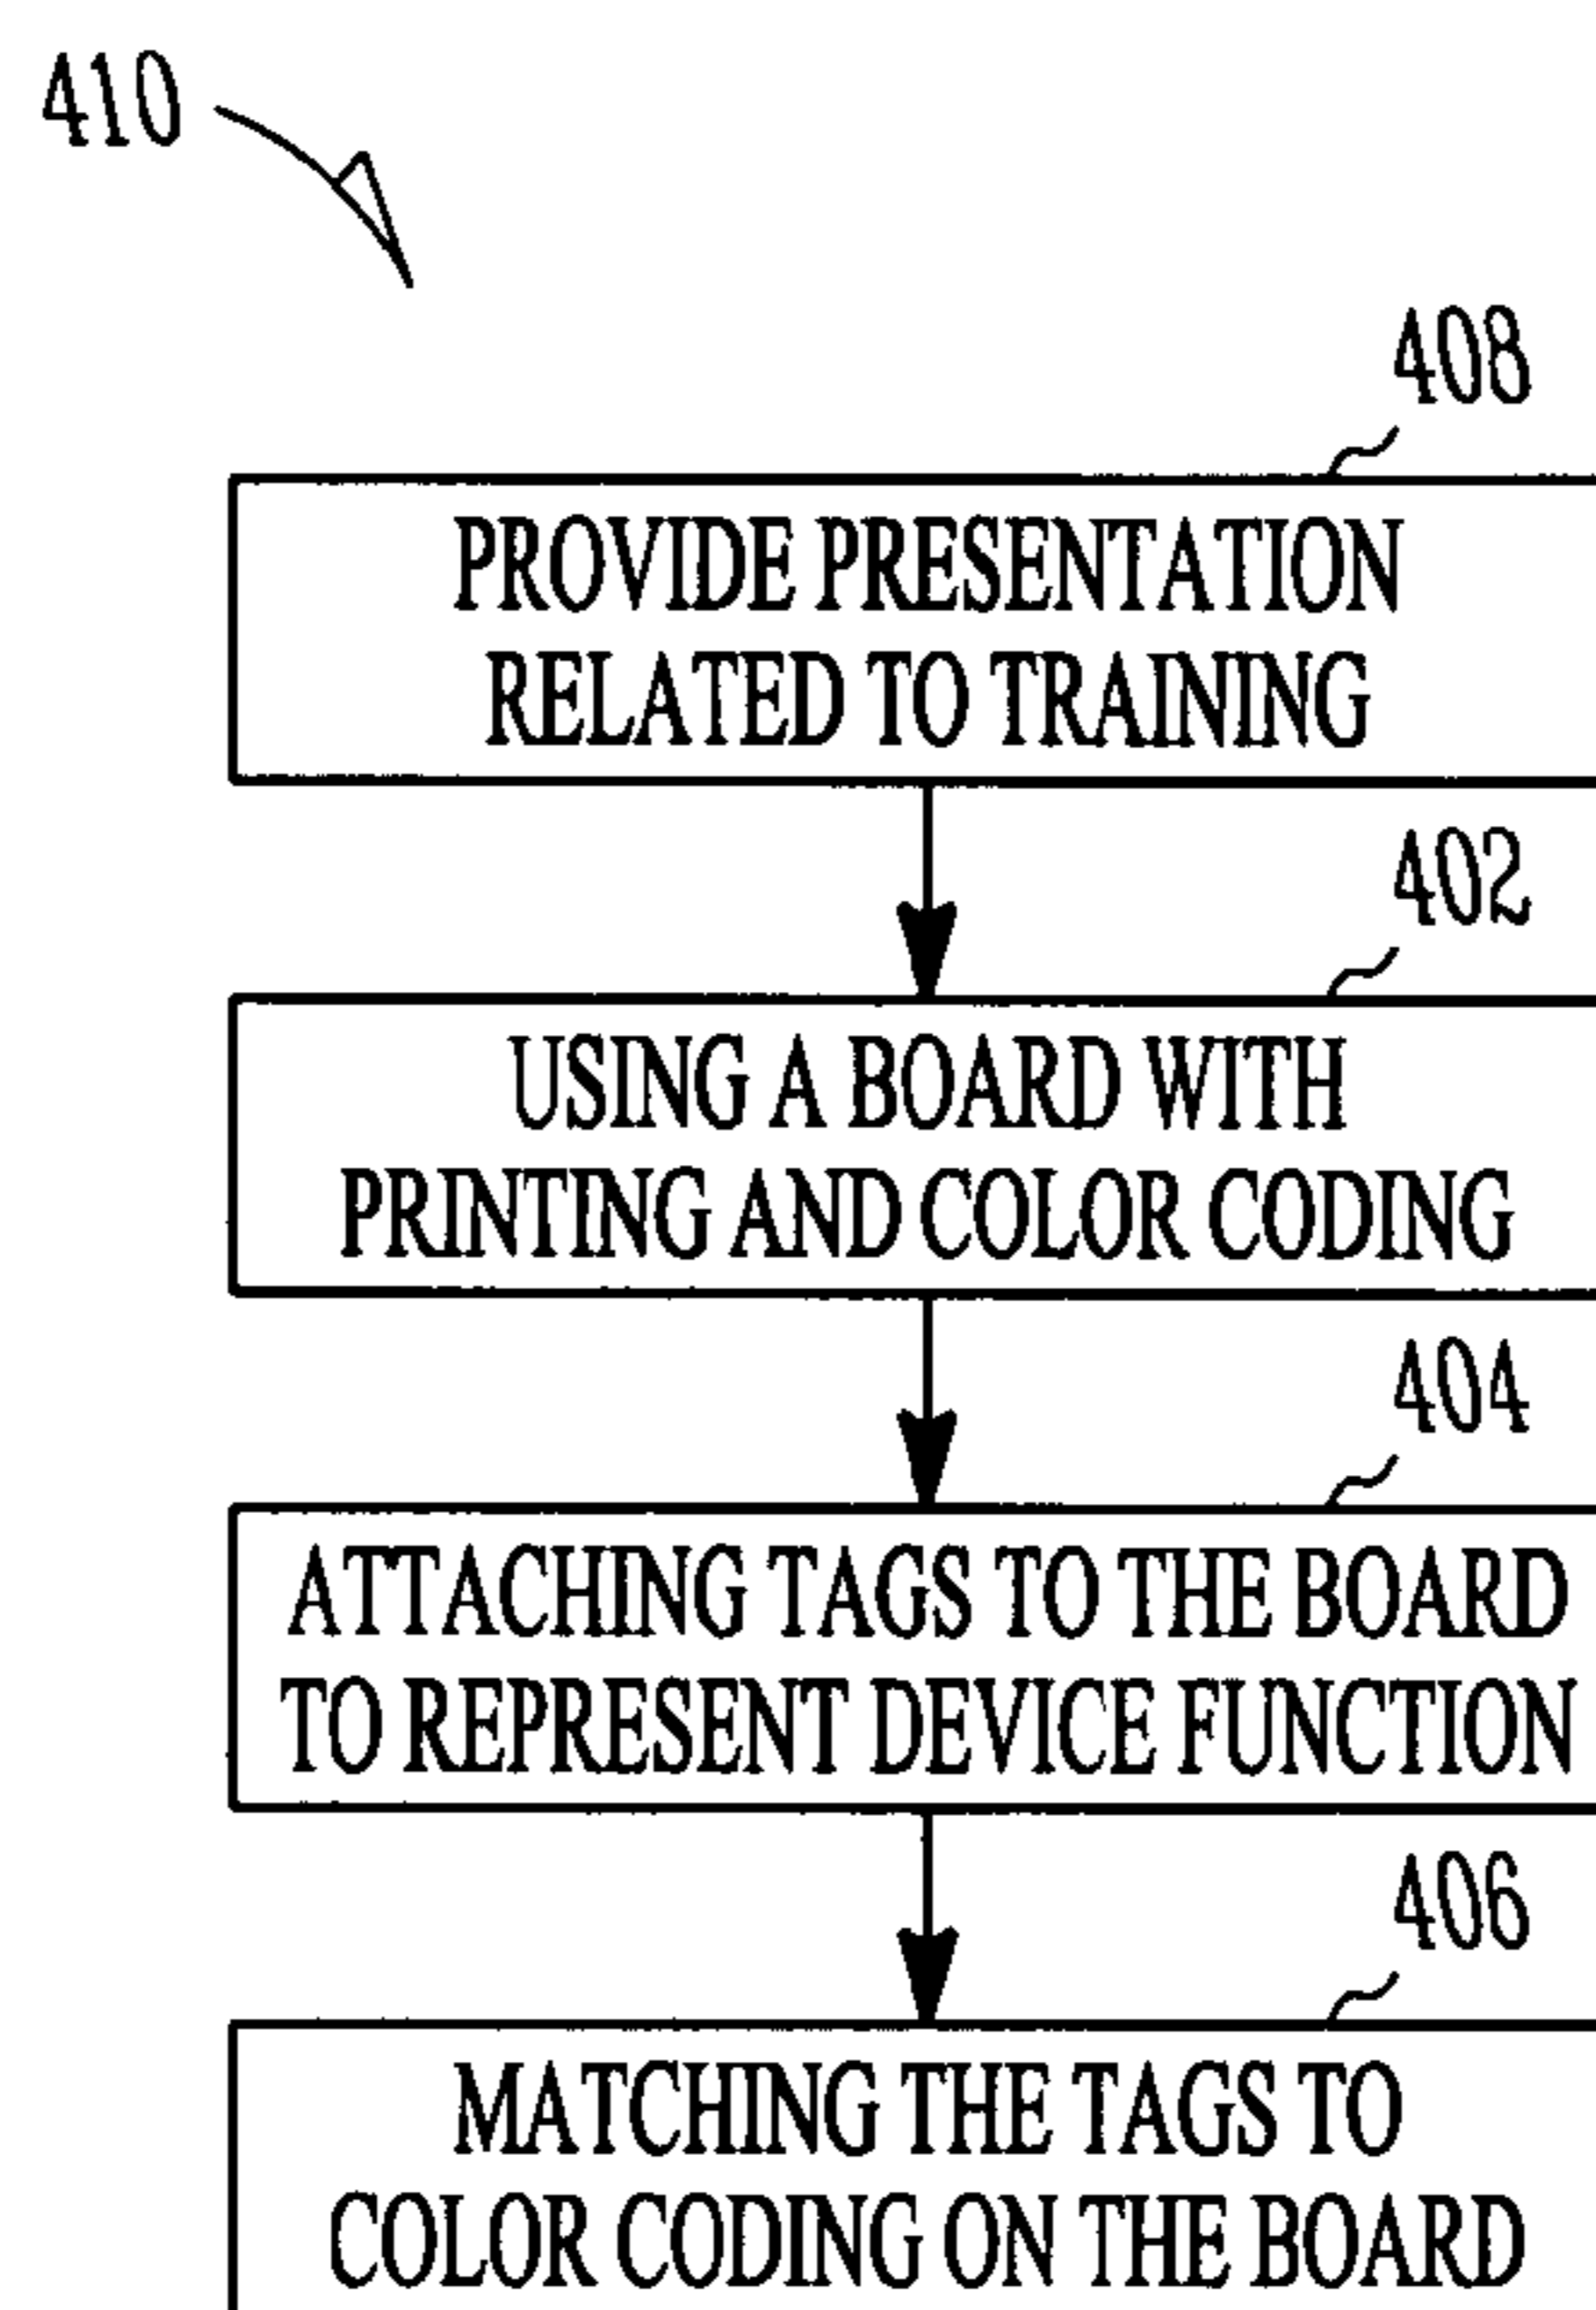 410
408
PROVIDE PRESENTATION
RELATED TO TRAINING
402
USING A BOARD WITH
PRINTING AND COLOR CODING
404
ATTACHING TAGS TO THE BOARD
TO REPRESENT DEVICE FUNCTION
406
MATCHING THE TAGS TO
COLOR CODING ON THE BOARD